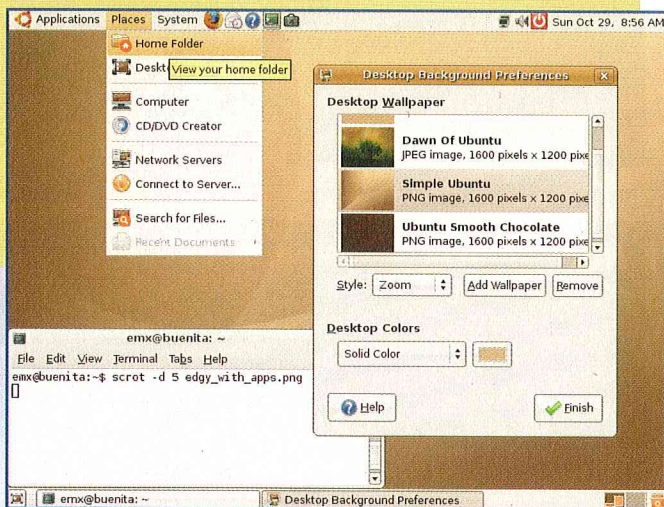 Applications Places System
Sun Oct 29, 8:56 AM
Home Folder
Deskt
View your home folder
Computer
CD/DVD Creator
Network Servers
Connect to Server...
Search for Files...
Recent Documents
Desktop Background Preferences
Desktop Wallpaper
Dawn Of Ubuntu
JPEG image, 1600 pixels x 1200 pixe
Simple Ubuntu
PNG image, 1600 pixels x 1200 pixe
Ubuntu Smooth Chocolate
PNG image, 1600 pixels x 1200 pixe
Style: Zoom Add Wallpaper Remove
Desktop Colors
Solid Color
Help Finish
emx@buenita: ~
File Edit View Terminal Tabs Help
emx@buenita:~$ scrot -d 5 edgy_with_apps.png
emx@buenita: ~ Desktop Background Preferences